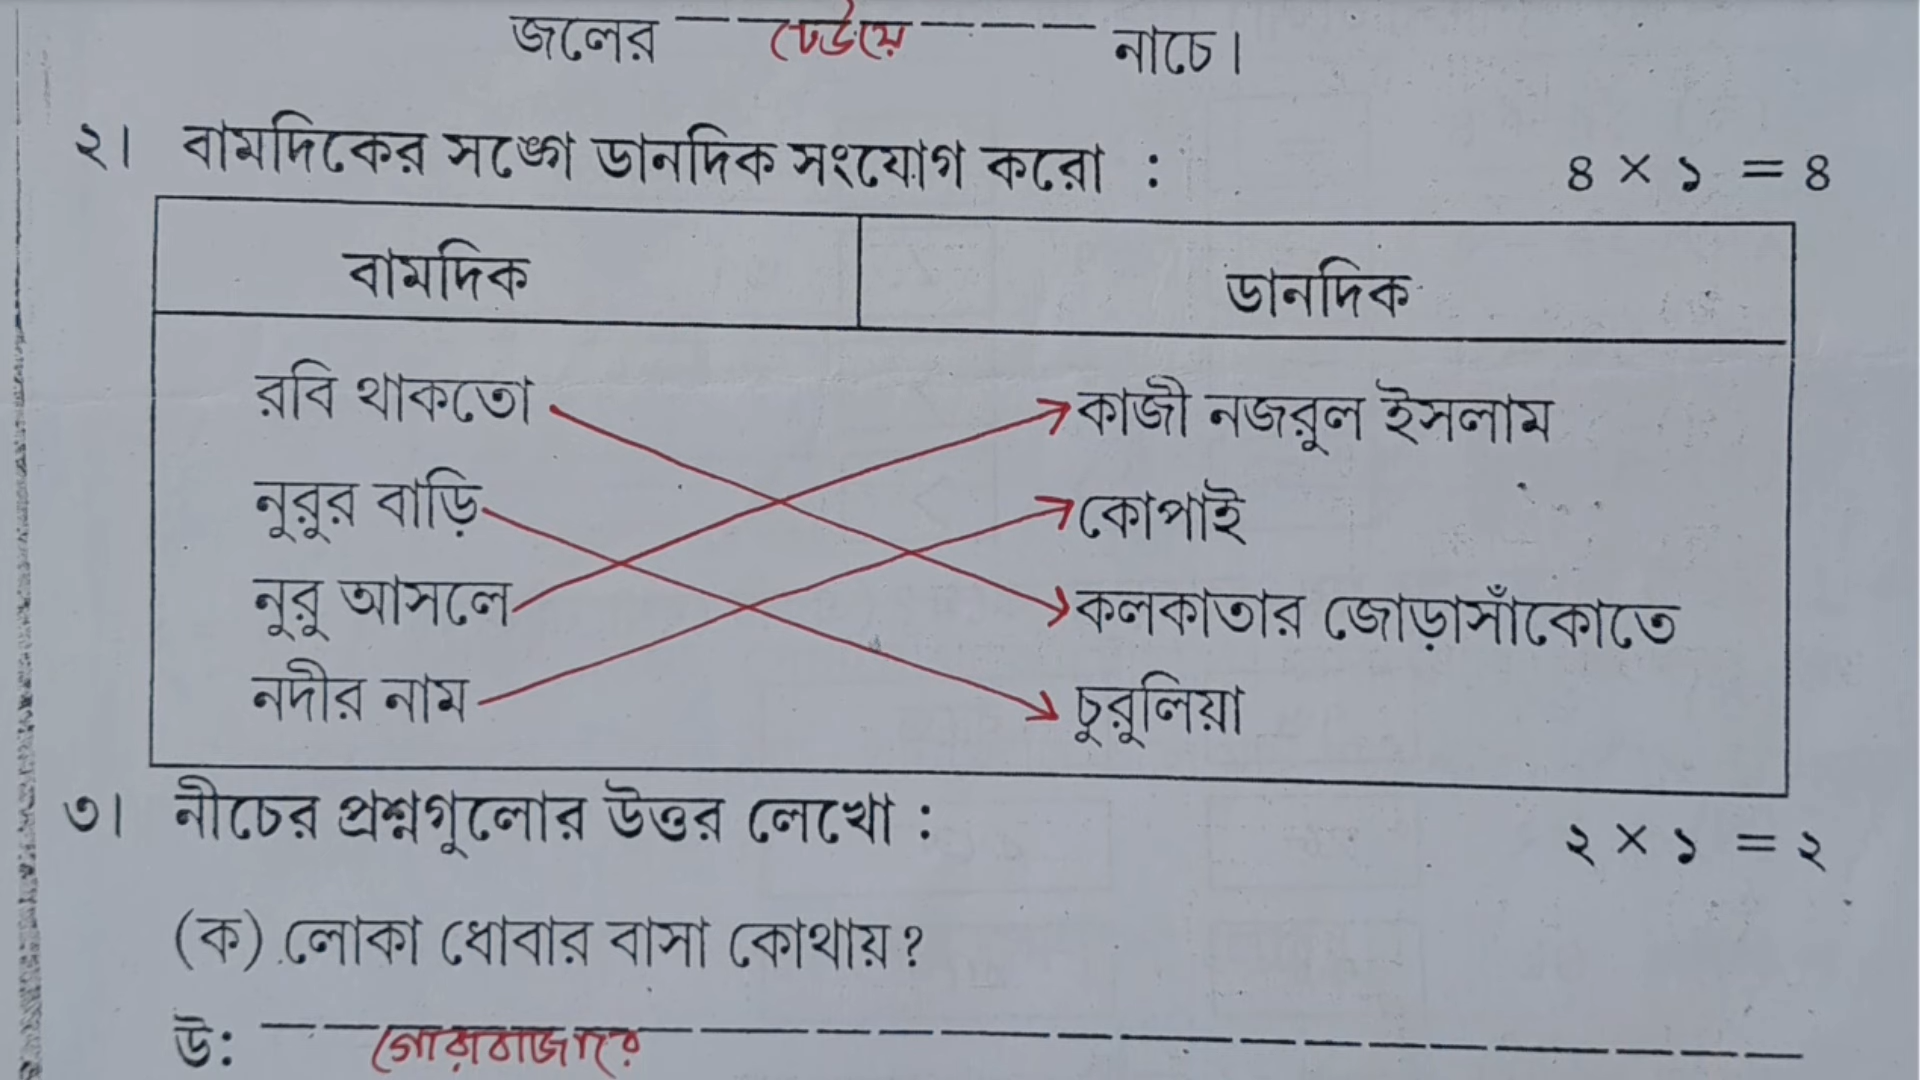 জলের ঢেউয়ে নাচে।
২। বামদিকের সঙ্গে ডানদিক সংযোগ করো : ৪ × ১ = ৪
বামদিক ডানদিক
রবি থাকতো কাজী নজরুল ইসলাম
নুরুর বাড়ি কোপাই
নুরু আসলে কলকাতার জোড়াসাঁকোতে
নদীর নাম চুরুলিয়া
৩। নীচের প্রশ্নগুলোর উত্তর লেখো : ২ × ১ = ২
(ক) লোকা ধোবার বাসা কোথায়?
উ: গোরাবাজারে